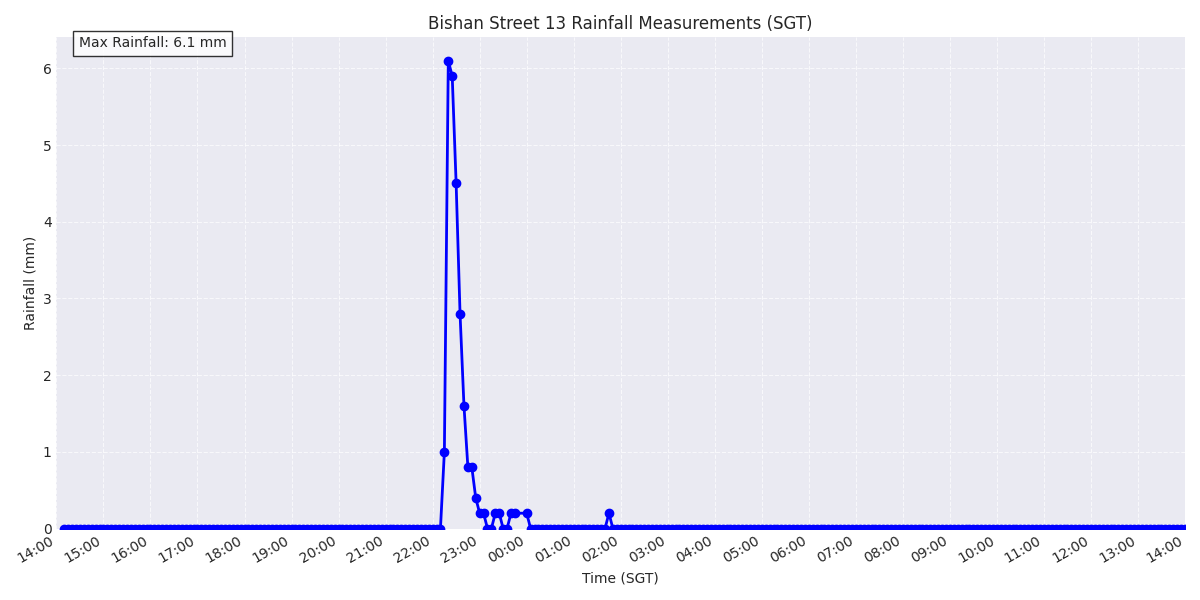 Bishan Street 13 Rainfall Measurements (SGT)
Max Rainfall: 6.1 mm
6
5
4
3
2
1
0
Rainfall (mm)
14:00 15:00 16:00 17:00 18:00 19:00 20:00 21:00 22:00 23:00 00:00 01:00 02:00 03:00 04:00 05:00 06:00 07:00 08:00 09:00 10:00 11:00 12:00 13:00 14:00
Time (SGT)